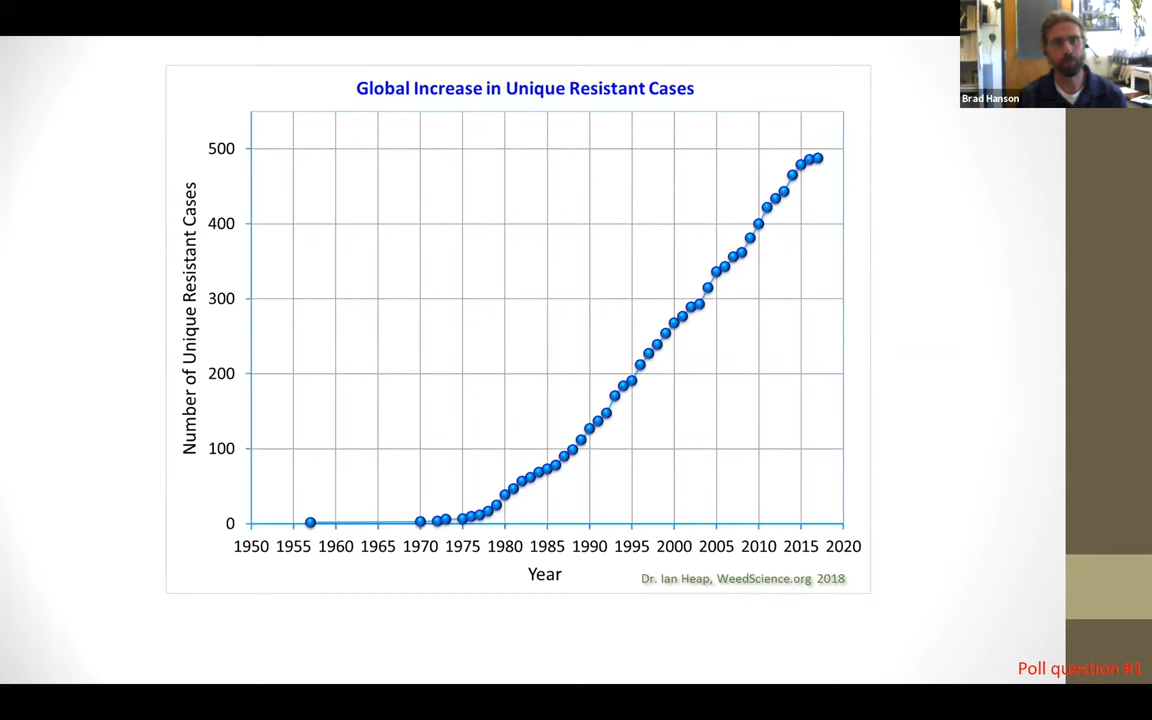 Brad Hanson
Global Increase in Unique Resistant Cases
Number of Unique Resistant Cases
500
400
300
200
100
0
1950 1955 1960 1965 1970 1975 1980 1985 1990 1995 2000 2005 2010 2015 2020
Year
Dr. Ian Heap, WeedScience.org 2018
Poll question #1